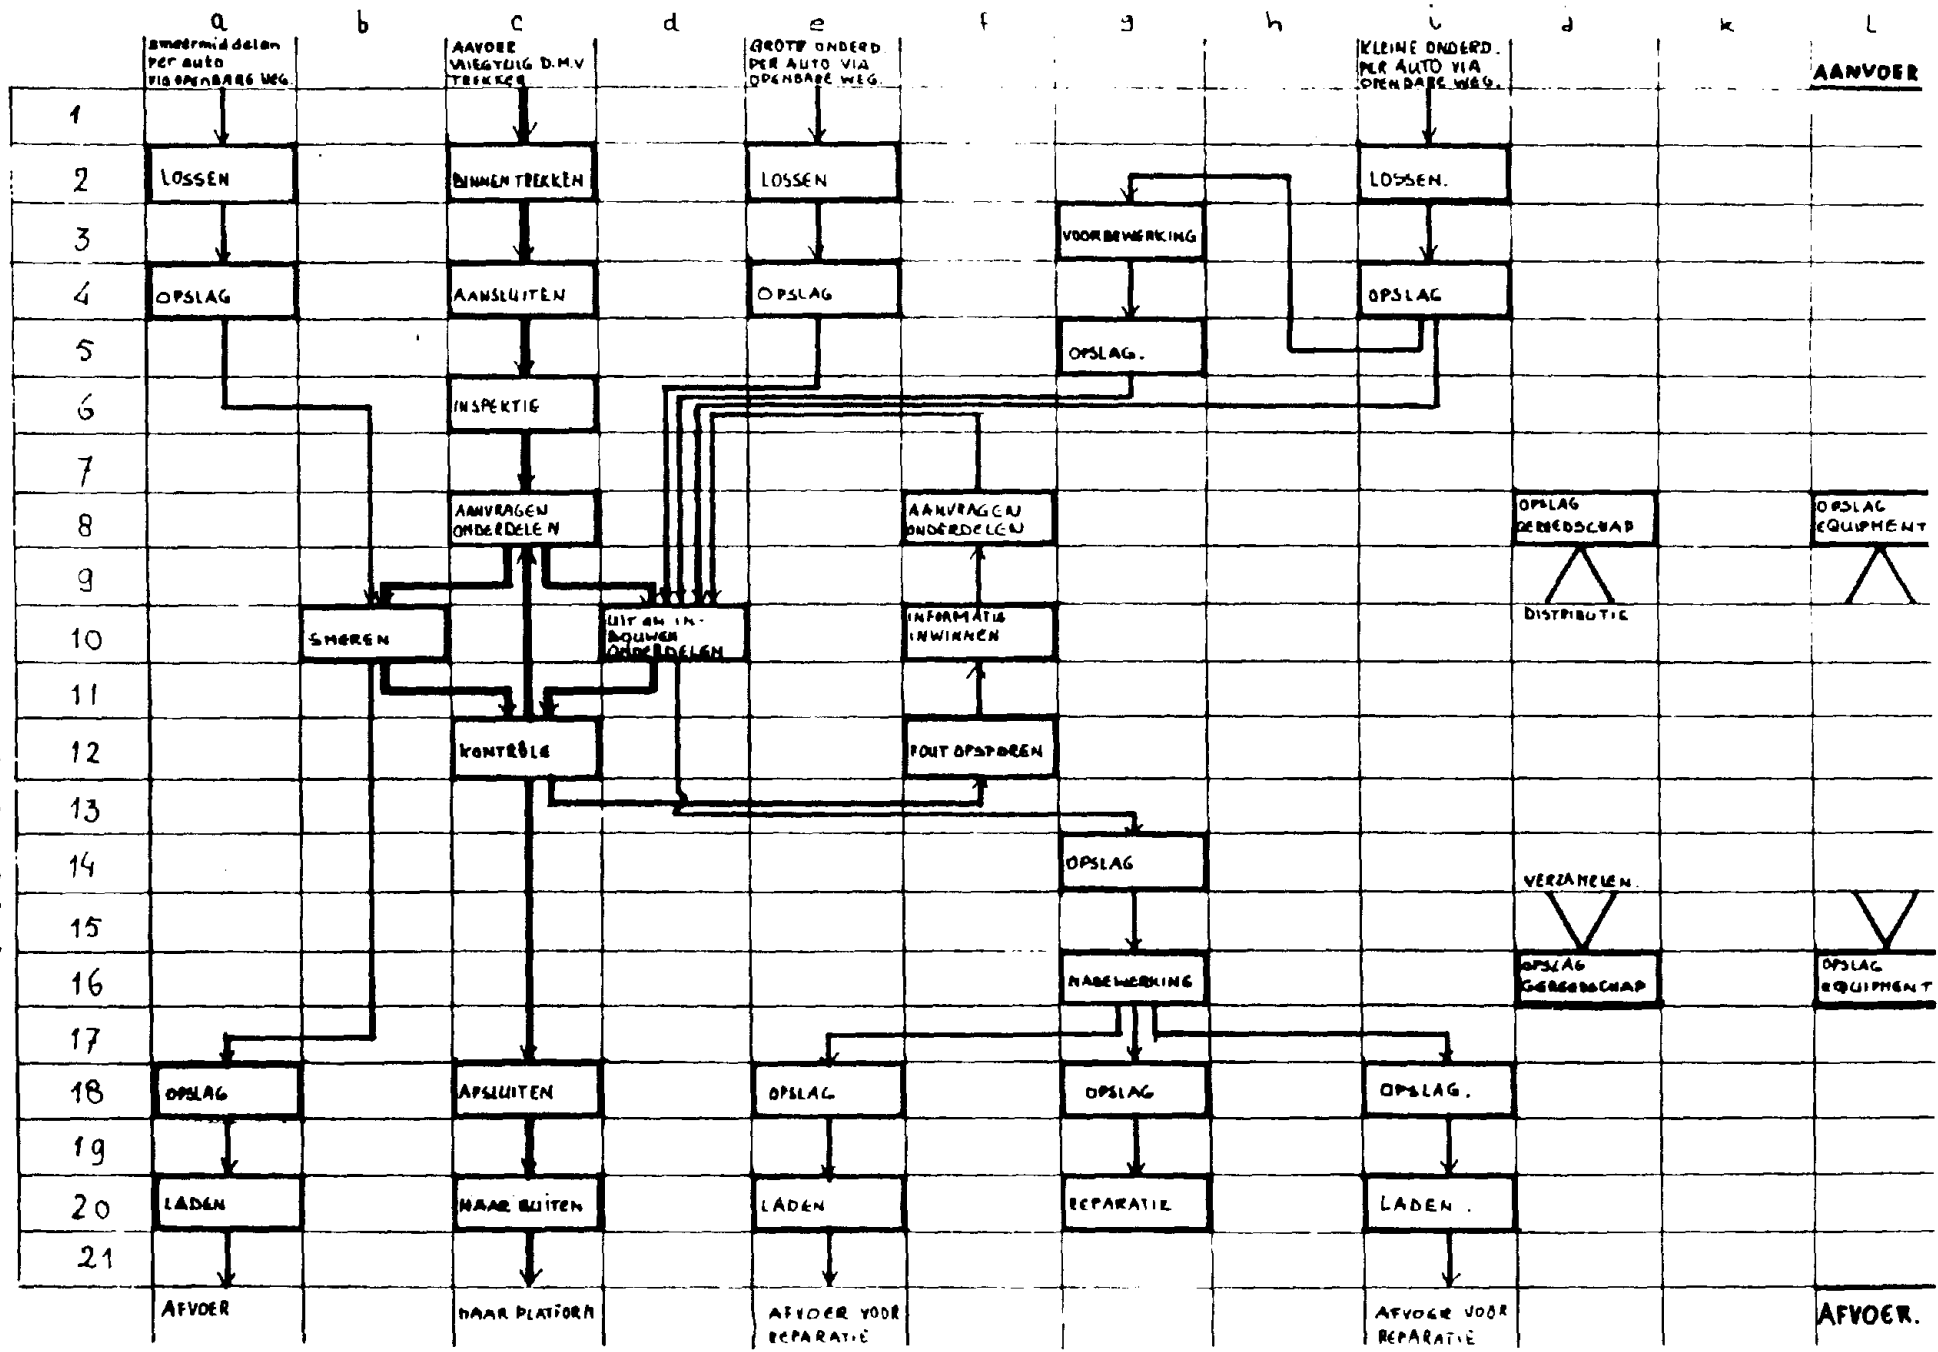 a b c d e f g h i j k l
smeermiddelen
per auto
via OPENBARE WEG.
AAVOER
VLIEGTUIG D.M.V
TREKKER
GROTE ONDERD.
PER AUTO VIA
OPENBARE WEG.
KLEINE ONDERD.
PER AUTO VIA
OPENBARE WEG.
AANVOER
1
2
LOSSEN
BINNENTREKKEN
LOSSEN
LOSSEN.
3
VOORBEWERKING
4
OPSLAG
AANSLUITEN
OPSLAG
OPSLAG
5
OPSLAG.
6
INSPEKTIE
7
8
AANVRAGEN
ONDERDELEN
AANVRAGEN
ONDERDELEN
OPSLAG
GEREEDSCHAP
OPSLAG
EQUIPMENT
9
10
SMEREN
UIT EN IN-
BOUWEN
ONDERDELEN
INFORMATIE
INWINNEN
DISTRIBUTIE
11
12
KONTRÔLE
FOUT OPSPOREN
13
14
OPSLAG
VERZAMELEN.
15
16
NABEWERKING
OPSLAG
GEREEDSCHAP
OPSLAG
EQUIPMENT
17
18
OPSLAG
AFSLUITEN
OPSLAG
OPSLAG
OPSLAG.
19
20
LADEN
NAAR BUITEN
LADEN
REPARATIE
LADEN.
21
AFVOER
NAAR PLATFORM
AFVOER VOOR
REPARATIE
AFVOER VOOR
REPARATIE
AFVOER.